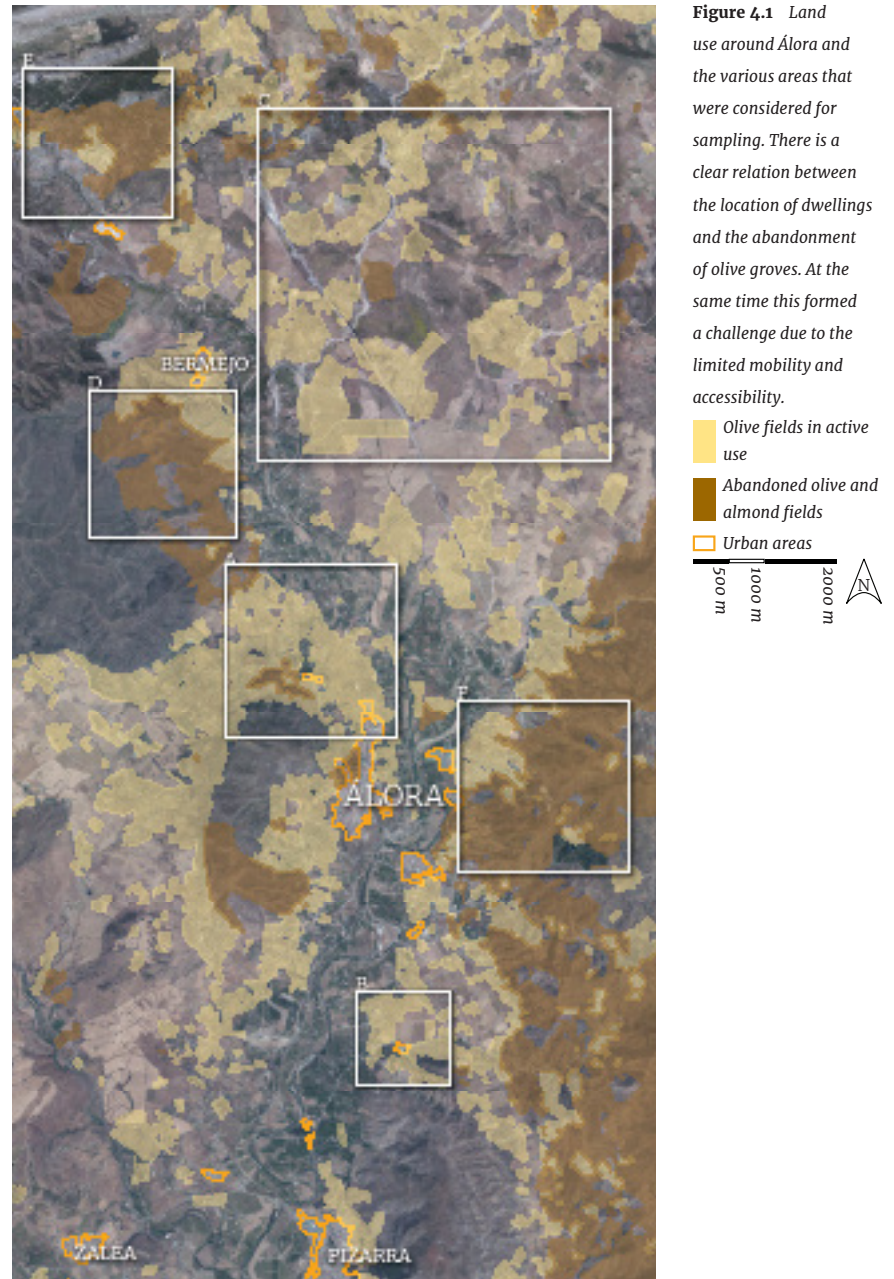 Figure 4.1 Land
use around Álora and
the various areas that
were considered for
sampling. There is a
clear relation between
the location of dwellings
and the abandonment
of olive groves. At the
same time this formed
a challenge due to the
limited mobility and
accessibility.
Olive fields in active
use
Abandoned olive and
almond fields
Urban areas
500 m
1000 m
2000 m
N
E
C
BERMEJO
D
A
F
ÁLORA
B
ZALEA
PIZARRA